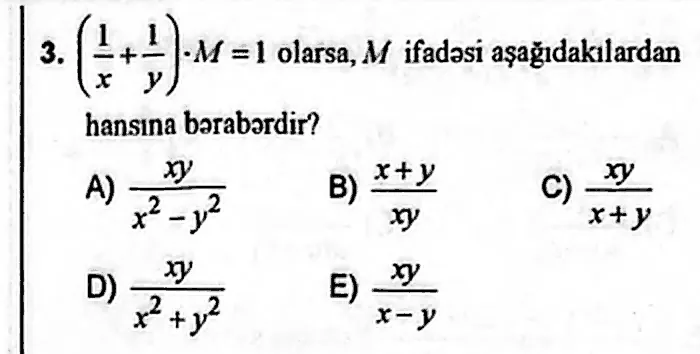 3. (1/x + 1/y) · M = 1 olarsa, M ifadəsi aşağıdakılardan
hansına bərabərdir?
A) xy/(x² − y²) B) (x + y)/xy C) xy/(x + y)
D) xy/(x² + y²) E) xy/(x − y)